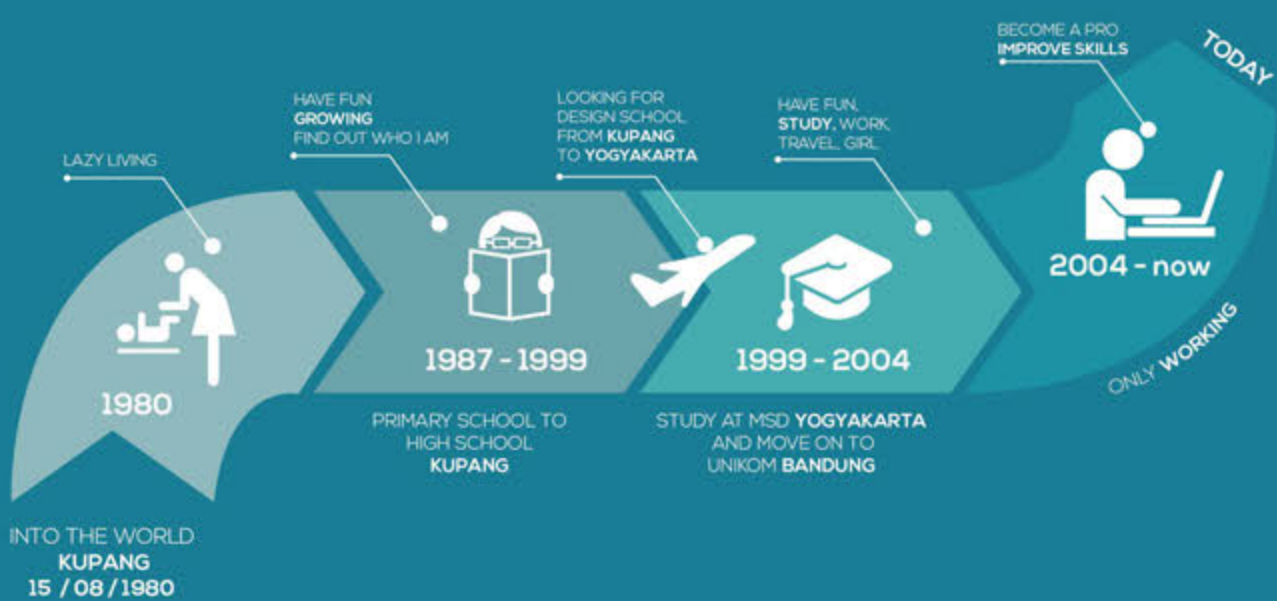 LAZY LIVING
1980
INTO THE WORLD
KUPANG
15 / 08 / 1980
HAVE FUN
GROWING
FIND OUT WHO I AM
1987 - 1999
PRIMARY SCHOOL TO
HIGH SCHOOL
KUPANG
LOOKING FOR
DESIGN SCHOOL
FROM KUPANG
TO YOGYAKARTA
HAVE FUN,
STUDY, WORK,
TRAVEL, GIRL
1999 - 2004
STUDY AT MSD YOGYAKARTA
AND MOVE ON TO
UNIKOM BANDUNG
BECOME A PRO
IMPROVE SKILLS
TODAY
2004 - now
ONLY WORKING